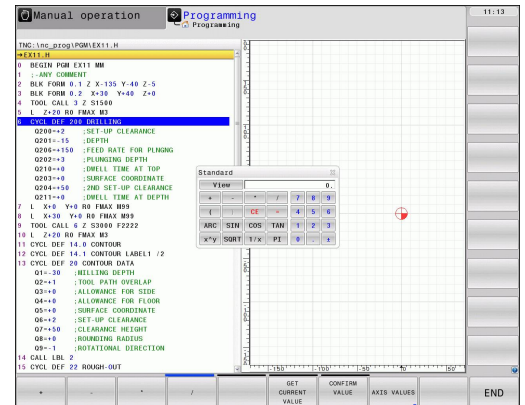 Manual operation
Programming
Programming
11:13
TNC:\nc_prog\PGM\EX11.H
→EX11.H
0 BEGIN PGM EX11 MM
1 ;-ANY COMMENT
2 BLK FORM 0.1 Z X-135 Y-40 Z-5
3 BLK FORM 0.2 X+30 Y+40 Z+0
4 TOOL CALL 3 Z S1500
5 L Z+20 R0 FMAX M3
6 CYCL DEF 200 DRILLING
Q200=+2 ;SET-UP CLEARANCE
Q201=-15 ;DEPTH
Q206=+150 ;FEED RATE FOR PLNGNG
Q202=+3 ;PLUNGING DEPTH
Q210=+0 ;DWELL TIME AT TOP
Q203=+0 ;SURFACE COORDINATE
Q204=+50 ;2ND SET-UP CLEARANCE
Q211=+0 ;DWELL TIME AT DEPTH
7 L X+0 Y+0 R0 FMAX M99
8 L X+30 Y+0 R0 FMAX M99
9 TOOL CALL 6 Z S3000 F2222
10 L Z+20 R0 FMAX M3
11 CYCL DEF 14.0 CONTOUR
12 CYCL DEF 14.1 CONTOUR LABEL1 /2
13 CYCL DEF 20 CONTOUR DATA
Q1=-30 ;MILLING DEPTH
Q2=+1 ;TOOL PATH OVERLAP
Q3=+0 ;ALLOWANCE FOR SIDE
Q4=+0 ;ALLOWANCE FOR FLOOR
Q5=+0 ;SURFACE COORDINATE
Q6=+2 ;SET-UP CLEARANCE
Q7=+50 ;CLEARANCE HEIGHT
Q8=+0 ;ROUNDING RADIUS
Q9=-1 ;ROTATIONAL DIRECTION
14 CALL LBL 2
15 CYCL DEF 22 ROUGH-OUT
Standard
View 0.
+ - * / 7 8 9
( ) CE = 4 5 6
ARC SIN COS TAN 1 2 3
x^y SQRT 1/x PI 0 . ±
-150 -100 -50 0 50
+ - * / GET CURRENT VALUE CONFIRM VALUE AXIS VALUES END